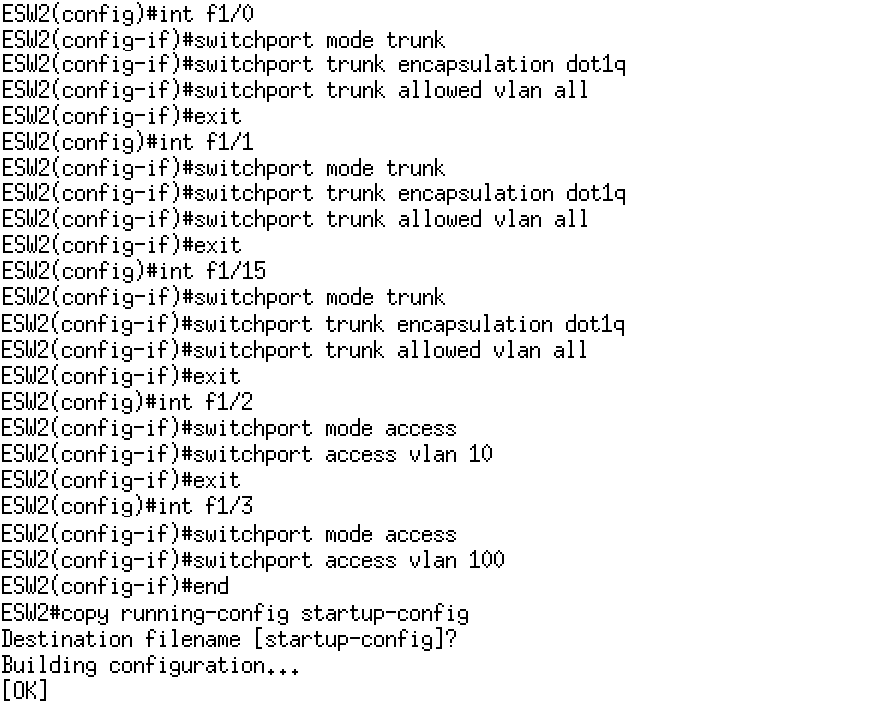 ESW2(config)#int f1/0
ESW2(config-if)#switchport mode trunk
ESW2(config-if)#switchport trunk encapsulation dot1q
ESW2(config-if)#switchport trunk allowed vlan all
ESW2(config-if)#exit
ESW2(config)#int f1/1
ESW2(config-if)#switchport mode trunk
ESW2(config-if)#switchport trunk encapsulation dot1q
ESW2(config-if)#switchport trunk allowed vlan all
ESW2(config-if)#exit
ESW2(config)#int f1/15
ESW2(config-if)#switchport mode trunk
ESW2(config-if)#switchport trunk encapsulation dot1q
ESW2(config-if)#switchport trunk allowed vlan all
ESW2(config-if)#exit
ESW2(config)#int f1/2
ESW2(config-if)#switchport mode access
ESW2(config-if)#switchport access vlan 10
ESW2(config-if)#exit
ESW2(config)#int f1/3
ESW2(config-if)#switchport mode access
ESW2(config-if)#switchport access vlan 100
ESW2(config-if)#end
ESW2#copy running-config startup-config
Destination filename [startup-config]?
Building configuration...
[OK]